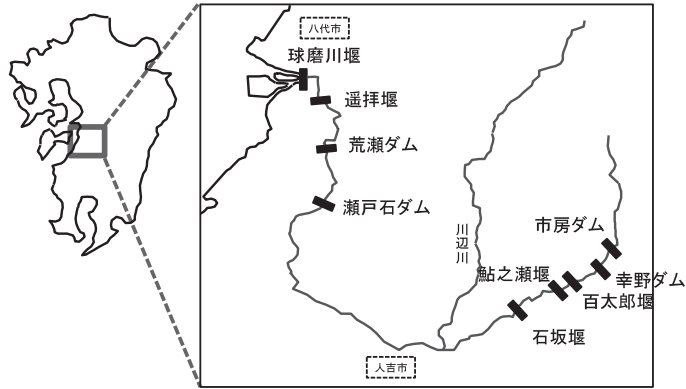 八代市
球磨川堰
遥拝堰
荒瀬ダム
瀬戸石ダム
川辺川
市房ダム
鮎之瀬堰
幸野ダム
百太郎堰
石坂堰
人吉市